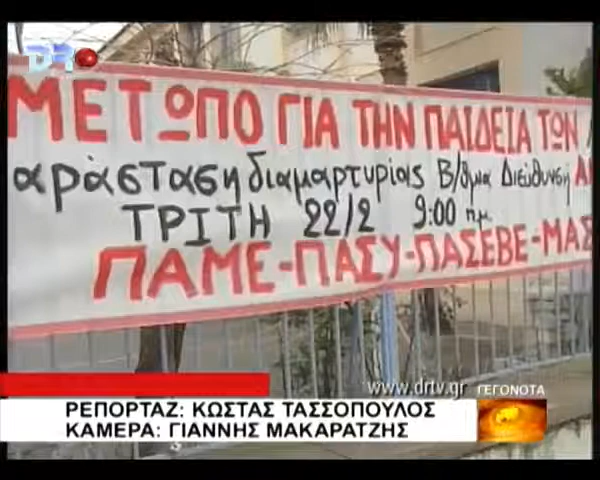 DRT
ΜΕΤΩΠΟ ΓΙΑ ΤΗΝ ΠΑΙΔΕΙΑ ΤΩΝ
αράσταση διαμαρτυρίας Β/θμια Διεύθυνση
ΤΡΙΤΗ 22/2 9:00 πμ.
ΠΑΜΕ-ΠΑΣΥ-ΠΑΣΕΒΕ-ΜΑΣ
www.drtv.gr ΓΕΓΟΝΟΤΑ
ΡΕΠΟΡΤΑΖ: ΚΩΣΤΑΣ ΤΑΣΣΟΠΟΥΛΟΣ
ΚΑΜΕΡΑ: ΓΙΑΝΝΗΣ ΜΑΚΑΡΑΤΖΗΣ